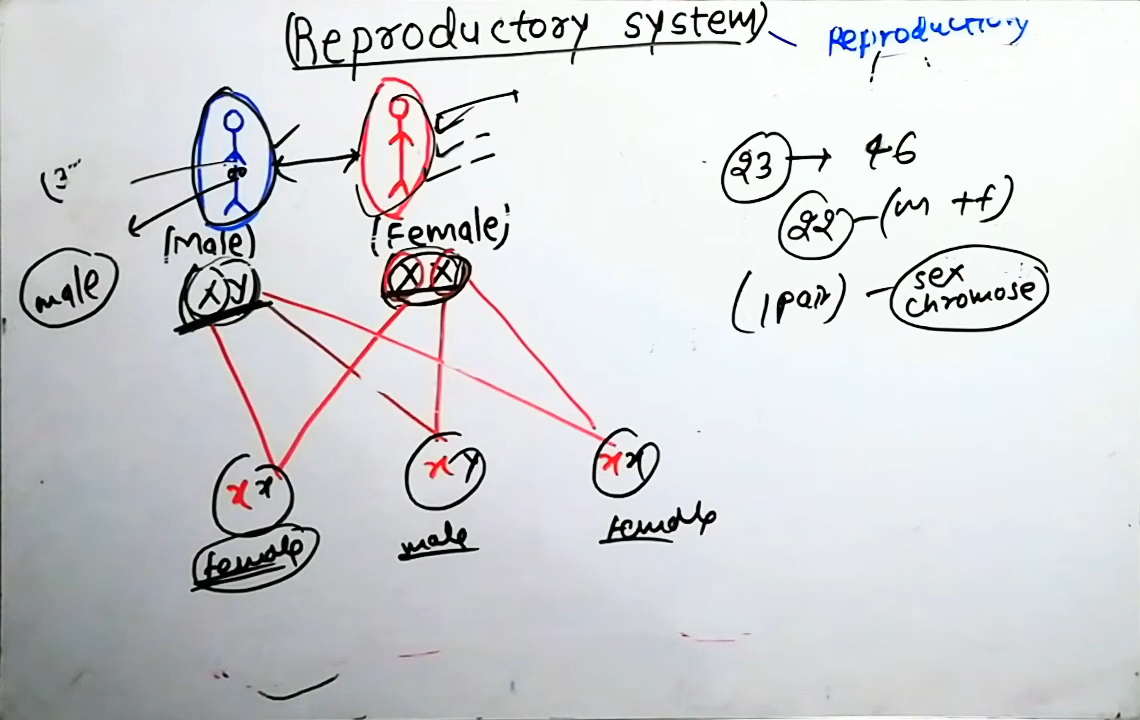 (Reproductory system)
Reproductory
23 → 46
22 - (m + f)
(1 pair) - sex
chromose
(Male)
(Female)
male
XY
XX
xx
xy
xx
female
male
female